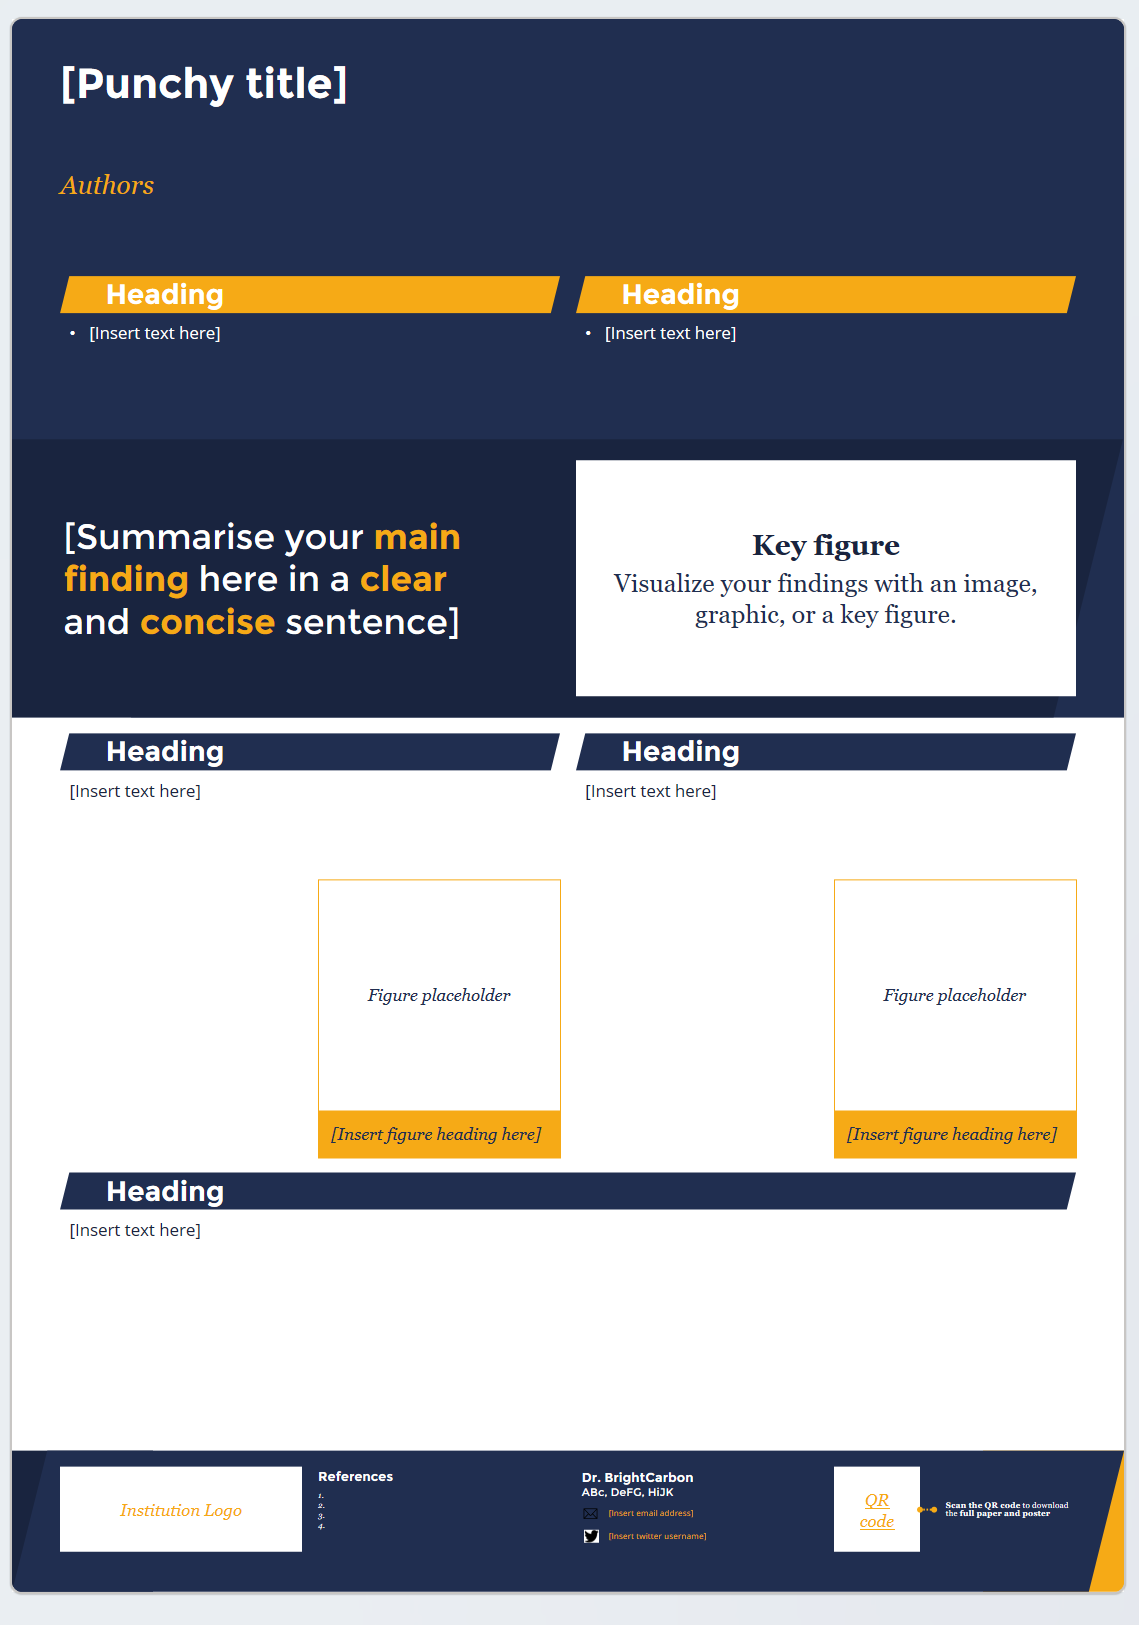 [Punchy title]
Authors
Heading
• [Insert text here]
Heading
• [Insert text here]
[Summarise your main
finding here in a clear
and concise sentence]
Key figure
Visualize your findings with an image,
graphic, or a key figure.
Heading
[Insert text here]
Figure placeholder
[Insert figure heading here]
Heading
[Insert text here]
Figure placeholder
[Insert figure heading here]
Heading
[Insert text here]
Institution Logo
References
1.
2.
3.
4.
Dr. BrightCarbon
ABc, DeFG, HiJK
[Insert email address]
[Insert twitter username]
QR
code
Scan the QR code to download
the full paper and poster